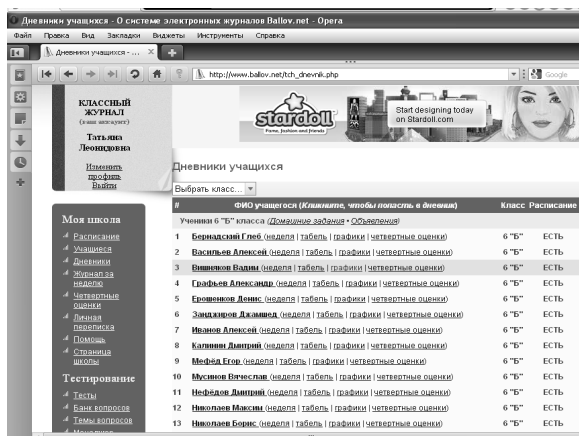 Дневники учащихся - О системе электронных журналов Ballov.net - Opera
Файл Правка Вид Закладки Виджеты Инструменты Справка
Дневники учащихся - ...
http://www.ballov.net/tch_dnevnik.php
Google
КЛАССНЫЙ
ЖУРНАЛ
(ваш аккаунт)
Татьяна
Леонидовна
Изменить
профиль
Выйти
stardoll
Fame, fashion and friends
Start designing today
on Stardoll.com
Дневники учащихся
Выбрать класс...
# ФИО учащегося (Кликните, чтобы попасть в дневник) Класс Расписание
Ученики 6 "Б" класса (Домашние задания • Объявления)
1 Бернадский Глеб (неделя | табель | графики | четвертные оценки) 6 "Б" ЕСТЬ
2 Васильев Алексей (неделя | табель | графики | четвертные оценки) 6 "Б" ЕСТЬ
3 Вишняков Вадим (неделя | табель | графики | четвертные оценки) 6 "Б" ЕСТЬ
4 Графьев Александр (неделя | табель | графики | четвертные оценки) 6 "Б" ЕСТЬ
5 Ерошенков Денис (неделя | табель | графики | четвертные оценки) 6 "Б" ЕСТЬ
6 Занджиров Джамшед (неделя | табель | графики | четвертные оценки) 6 "Б" ЕСТЬ
7 Иванов Алексей (неделя | табель | графики | четвертные оценки) 6 "Б" ЕСТЬ
8 Калинин Дмитрий (неделя | табель | графики | четвертные оценки) 6 "Б" ЕСТЬ
9 Мефёд Егор (неделя | табель | графики | четвертные оценки) 6 "Б" ЕСТЬ
10 Мусинов Вячеслав (неделя | табель | графики | четвертные оценки) 6 "Б" ЕСТЬ
11 Нефёдов Дмитрий (неделя | табель | графики | четвертные оценки) 6 "Б" ЕСТЬ
12 Николаев Максим (неделя | табель | графики | четвертные оценки) 6 "Б" ЕСТЬ
13 Николаев Борис (неделя | табель | графики | четвертные оценки) 6 "Б" ЕСТЬ
Моя школа
Расписание
Учащиеся
Дневники
Журнал за
неделю
Четвертные
оценки
Личная
переписка
Помощь
Страница
школы
Тестирование
Тесты
Банк вопросов
Темы вопросов